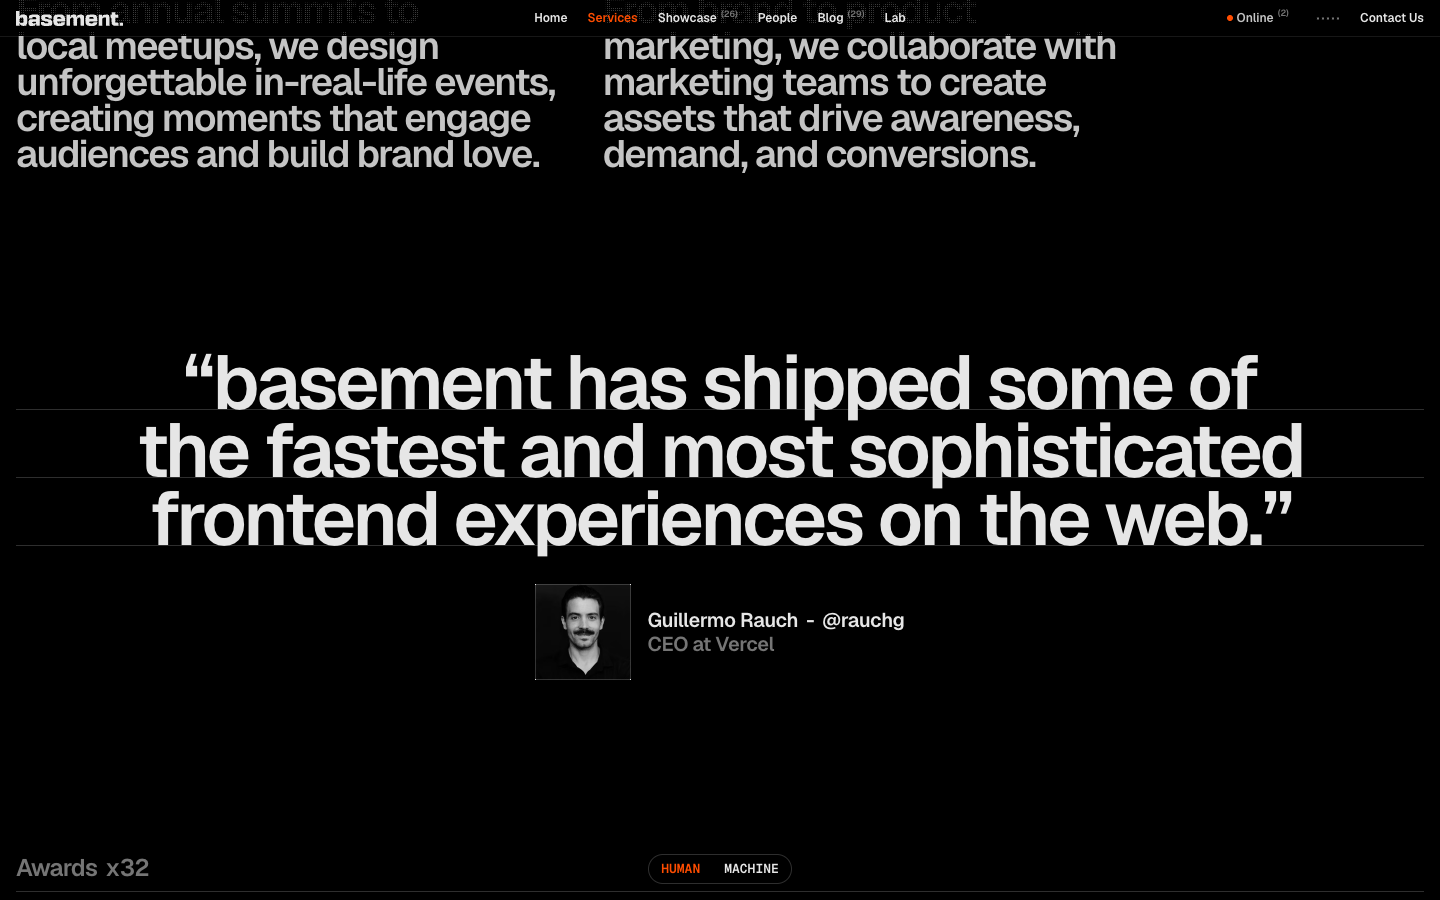 basement.
Home
Services
Showcase (26)
People
Blog (29)
Lab
Online (2)
Contact Us
annual summits to
local meetups, we design
unforgettable in-real-life events,
creating moments that engage
audiences and build brand love.
marketing, we collaborate with
marketing teams to create
assets that drive awareness,
demand, and conversions.
“basement has shipped some of
the fastest and most sophisticated
frontend experiences on the web.”
Guillermo Rauch - @rauchg
CEO at Vercel
Awards x32
HUMAN
MACHINE